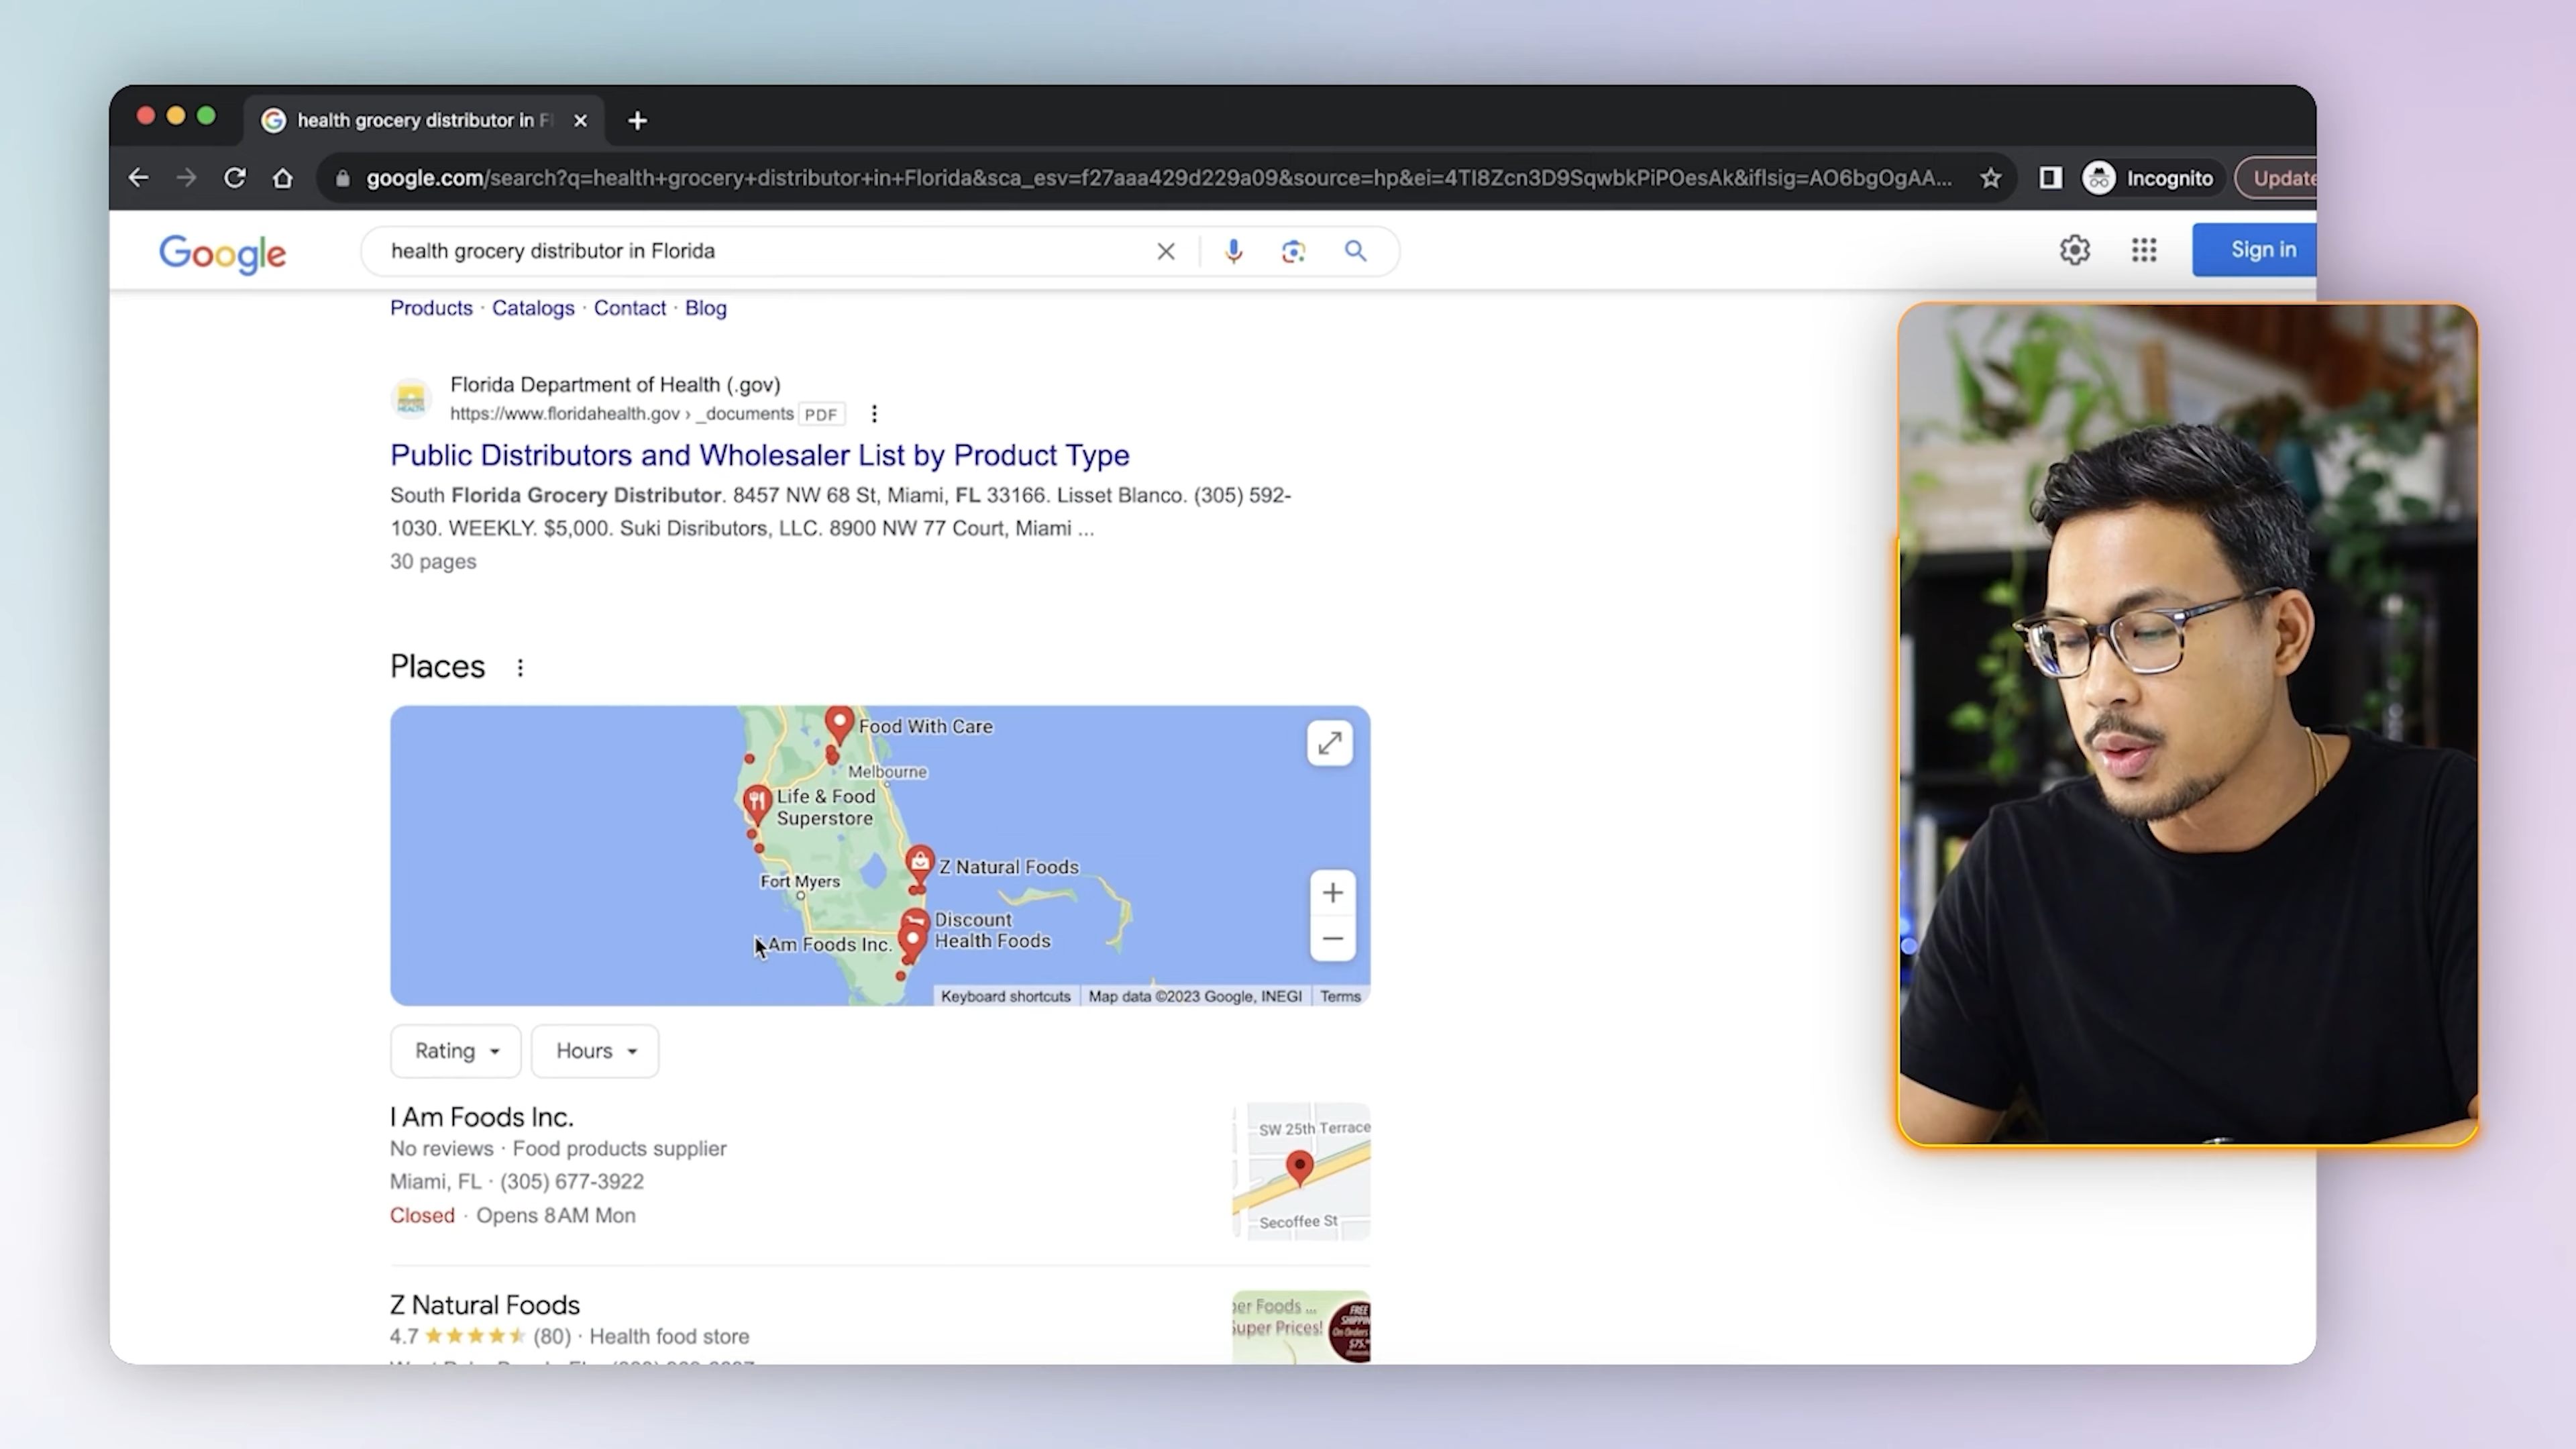 health grocery distributor in Fl
google.com/search?q=health+grocery+distributor+in+Florida&sca_esv=f27aaa429d229a09&source=hp&ei=4TI8Zcn3D9SqwbkPiPOesAk&iflsig=AO6bgOgAA...
Incognito
Update
Google
health grocery distributor in Florida
Sign in
Products · Catalogs · Contact · Blog
Florida Department of Health (.gov)
https://www.floridahealth.gov › _documents PDF
Public Distributors and Wholesaler List by Product Type
South Florida Grocery Distributor. 8457 NW 68 St, Miami, FL 33166. Lisset Blanco. (305) 592-
1030. WEEKLY. $5,000. Suki Disributors, LLC. 8900 NW 77 Court, Miami ...
30 pages
Places
Food With Care
Melbourne
Life & Food
Superstore
Z Natural Foods
Fort Myers
Discount
Health Foods
Am Foods Inc.
Keyboard shortcuts
Map data ©2023 Google, INEGI
Terms
Rating
Hours
I Am Foods Inc.
No reviews · Food products supplier
Miami, FL · (305) 677-3922
Closed · Opens 8 AM Mon
SW 25th Terrace
Secoffee St
Z Natural Foods
4.7 (80) · Health food store
er Foods ...
Super Prices!
FREE